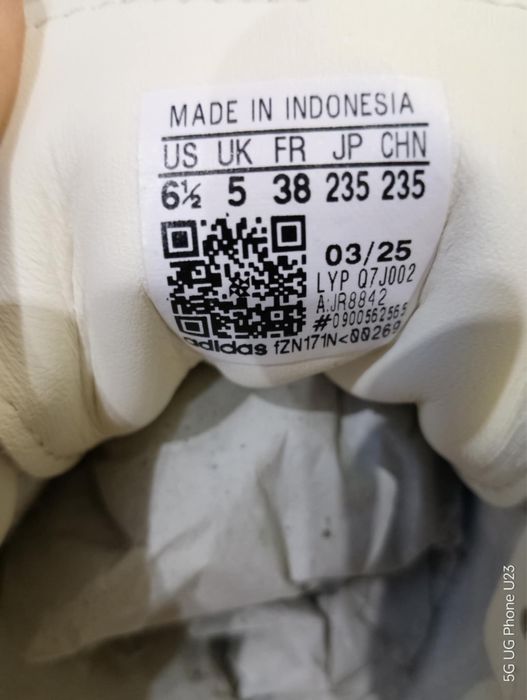 MADE IN INDONESIA
US UK FR JP CHN
6½ 5 38 235 235
03/25
LYP Q7J002
A:JR8842
#0900562565
adidas fZN171N<00269
5G UG Phone U23